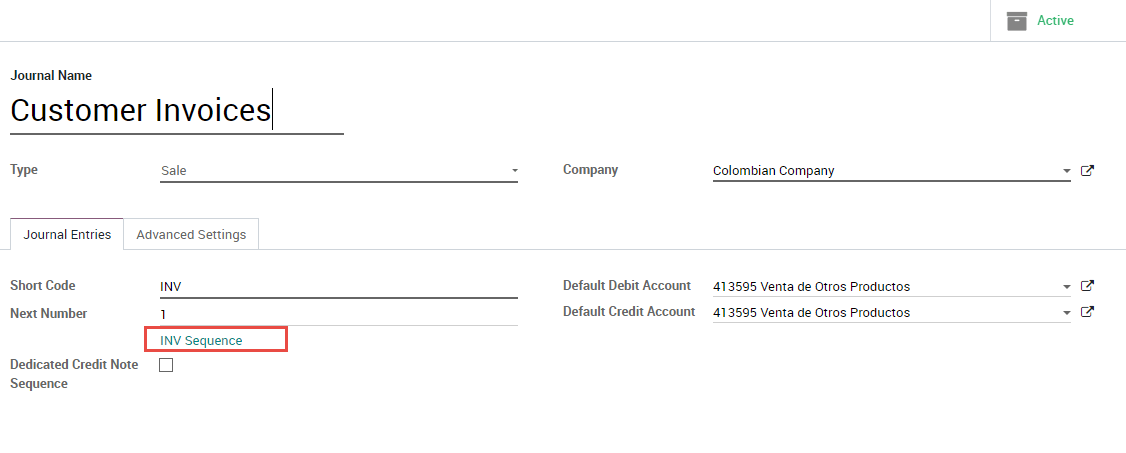 Active
Journal Name
Customer Invoices
Type Sale Company Colombian Company
Journal Entries Advanced Settings
Short Code INV Default Debit Account 413595 Venta de Otros Productos
Next Number 1 Default Credit Account 413595 Venta de Otros Productos
INV Sequence
Dedicated Credit Note
Sequence